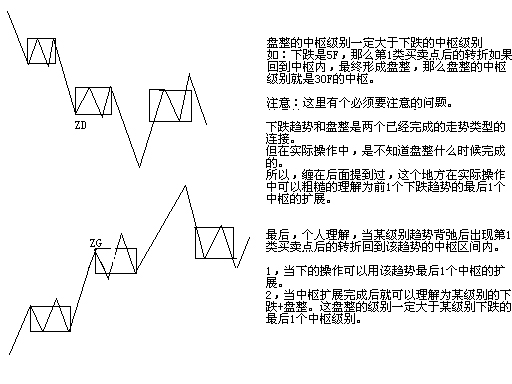 盘整的中枢级别一定大于下跌的中枢级别
如：下跌是5F，那么第1类买卖点后的转折如果
回到中枢内，最终形成盘整，那么盘整的中枢
级别就是30F的中枢。
注意：这里有个必须要注意的问题。
下跌趋势和盘整是两个已经完成的走势类型的
连接。
但在实际操作中，是不知道盘整什么时候完成
的。
所以，缠在后面提到过，这个地方在实际操作
中可以粗糙的理解为前1个下跌趋势的最后1个
中枢的扩展。
最后，个人理解，当某级别趋势背弛后出现第1
类买卖点后的转折回到该趋势的中枢区间内。
1，当下的操作可以用该趋势最后1个中枢的扩
展。
2，当中枢扩展完成后就可以理解为某级别的下
跌+盘整。这盘整的级别一定大于某级别下跌的
最后1个中枢级别。
ZD
ZG